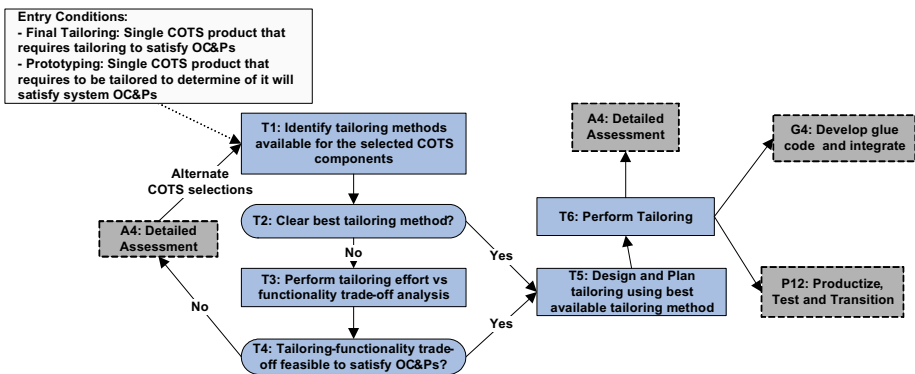 Entry Conditions:
- Final Tailoring: Single COTS product that
requires tailoring to satisfy OC&Ps
- Prototyping: Single COTS product that
requires to be tailored to determine of it will
satisfy system OC&Ps
T1: Identify tailoring methods
available for the selected COTS
components
Alternate
COTS selections
T2: Clear best tailoring method?
A4: Detailed
Assessment
No
Yes
T3: Perform tailoring effort vs
functionality trade-off analysis
No
Yes
T4: Tailoring-functionality trade-
off feasible to satisfy OC&Ps?
A4: Detailed
Assessment
G4: Develop glue
code and integrate
T6: Perform Tailoring
T5: Design and Plan
tailoring using best
available tailoring method
P12: Productize,
Test and Transition